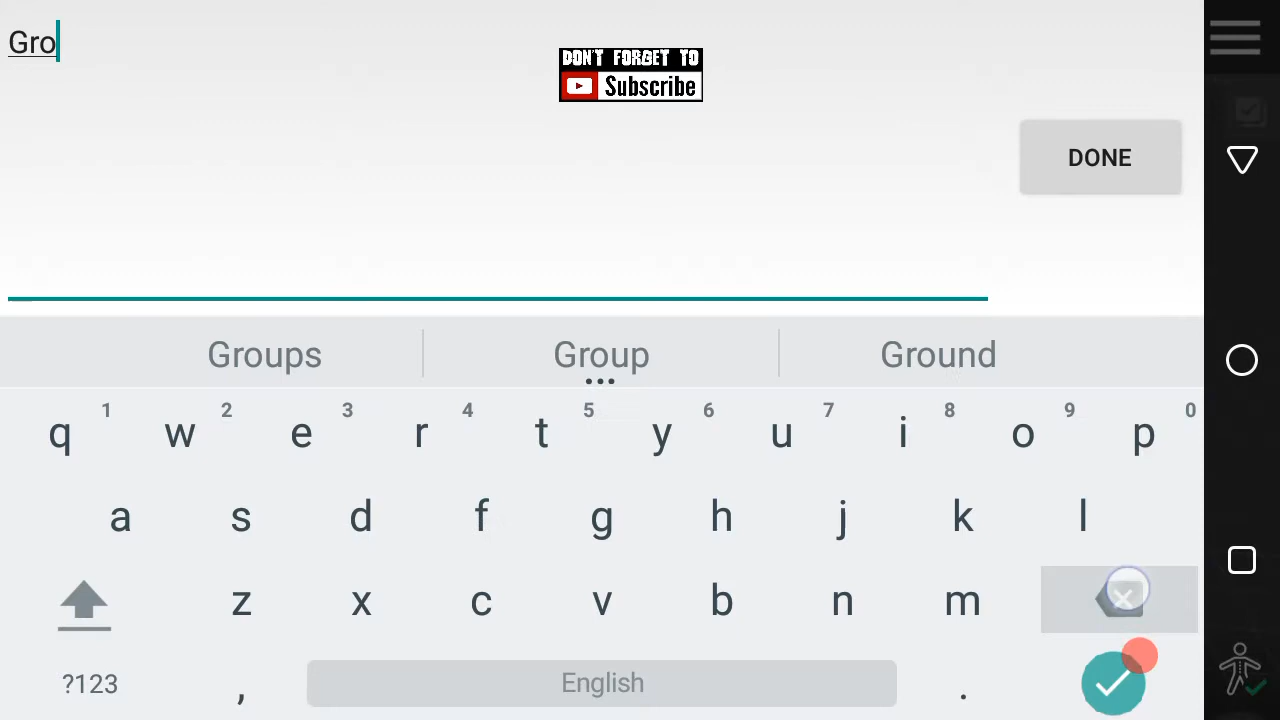 Gro
DON'T FORGET TO
Subscribe
DONE
Groups Group Ground
1 2 3 4 5 6 7 8 9 0
q w e r t y u i o p
a s d f g h j k l
z x c v b n m
?123 , English .